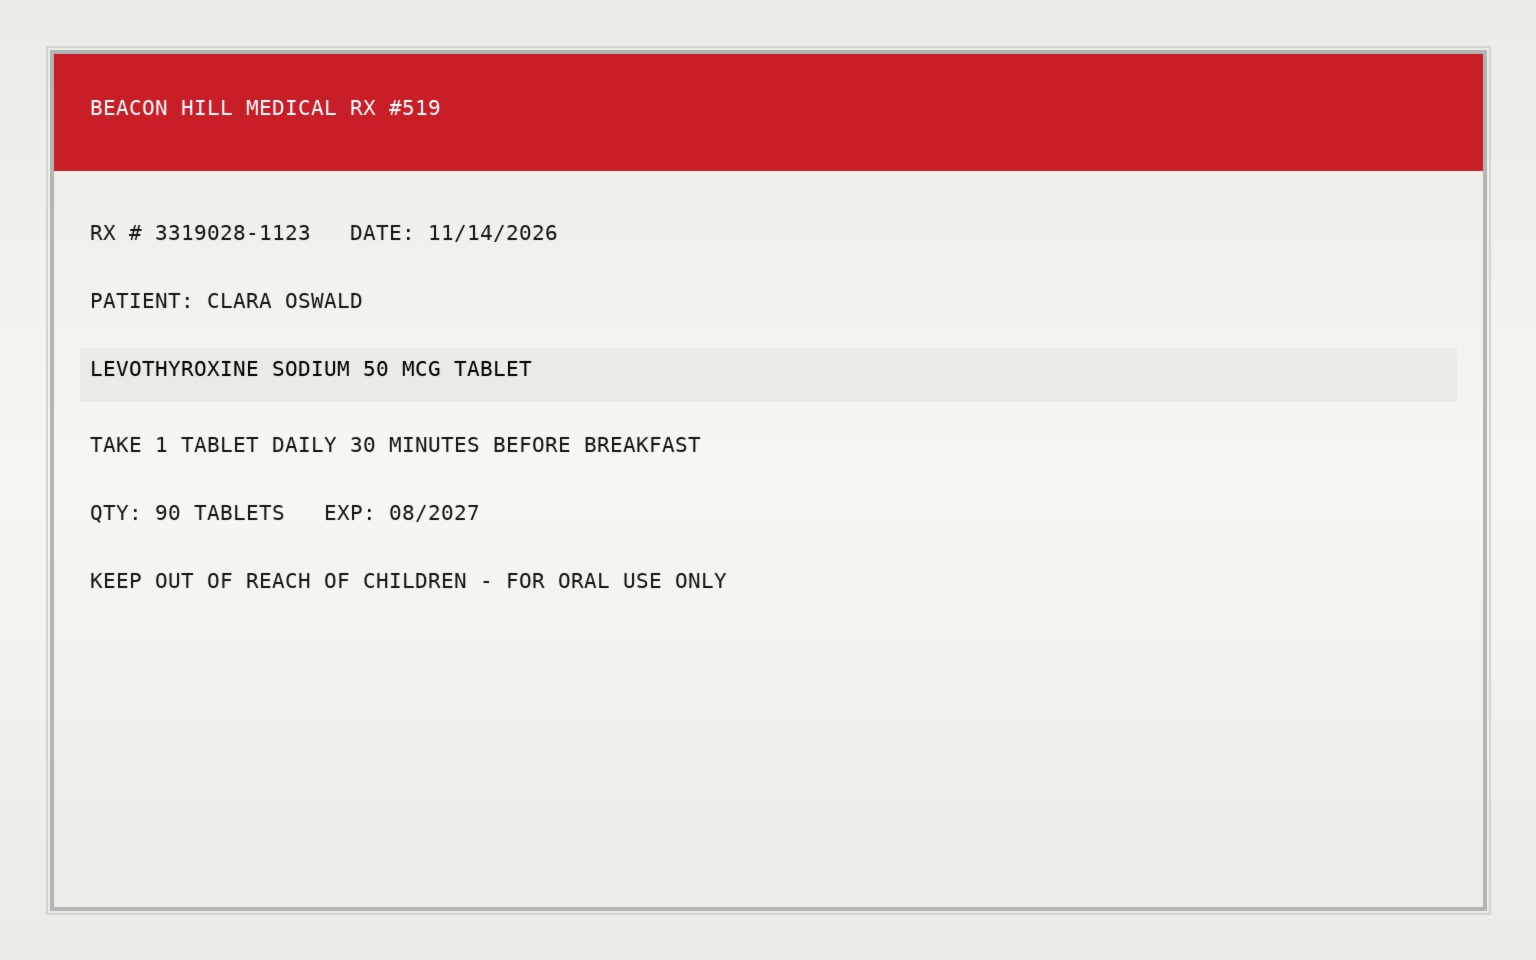 BEACON HILL MEDICAL RX #519
RX # 3319028-1123   DATE: 11/14/2026
PATIENT: CLARA OSWALD
LEVOTHYROXINE SODIUM 50 MCG TABLET
TAKE 1 TABLET DAILY 30 MINUTES BEFORE BREAKFAST
QTY: 90 TABLETS   EXP: 08/2027
KEEP OUT OF REACH OF CHILDREN - FOR ORAL USE ONLY